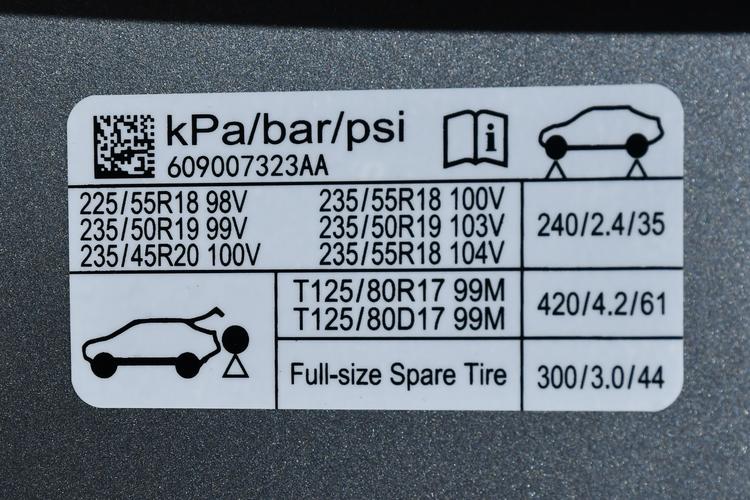 kPa/bar/psi
609007323AA
225/55R18 98V 235/55R18 100V
235/50R19 99V 235/50R19 103V
235/45R20 100V 235/55R18 104V
240/2.4/35
T125/80R17 99M
T125/80D17 99M
420/4.2/61
Full-size Spare Tire 300/3.0/44